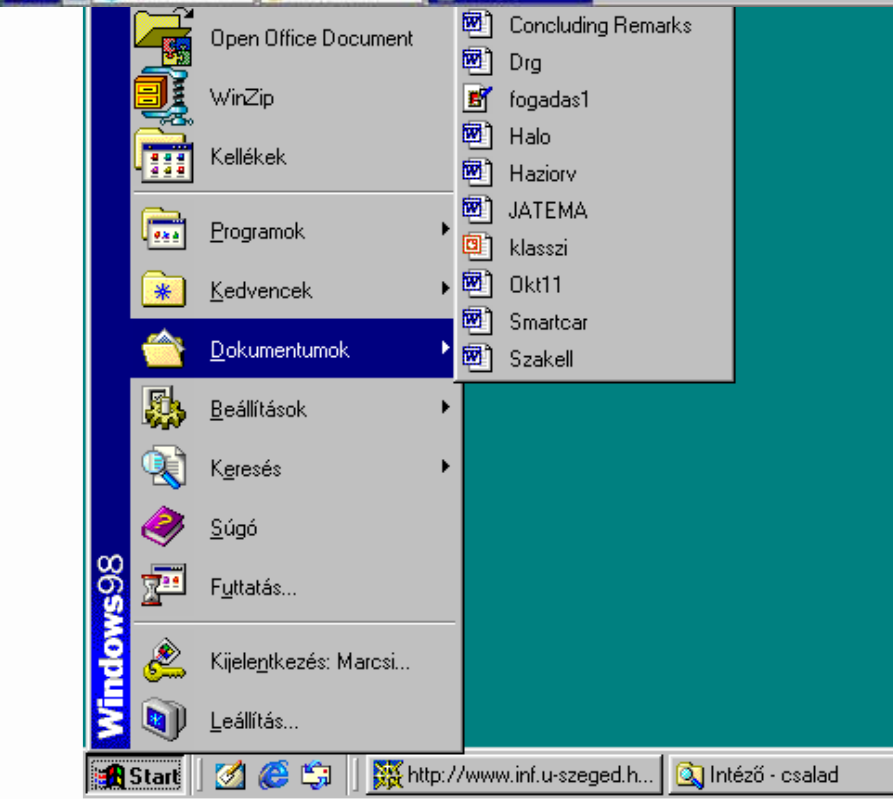 Open Office Document
WinZip
Kellékek
Programok
Kedvencek
Dokumentumok
Beállítások
Keresés
Súgó
Futtatás...
Kijelentkezés: Marcsi...
Leállítás...
Windows98
Concluding Remarks
Drg
fogadas1
Halo
Haziorv
JATEMA
klasszi
Okt11
Smartcar
Szakell
Start
http://www.inf.u-szeged.h...
Intéző - csalad